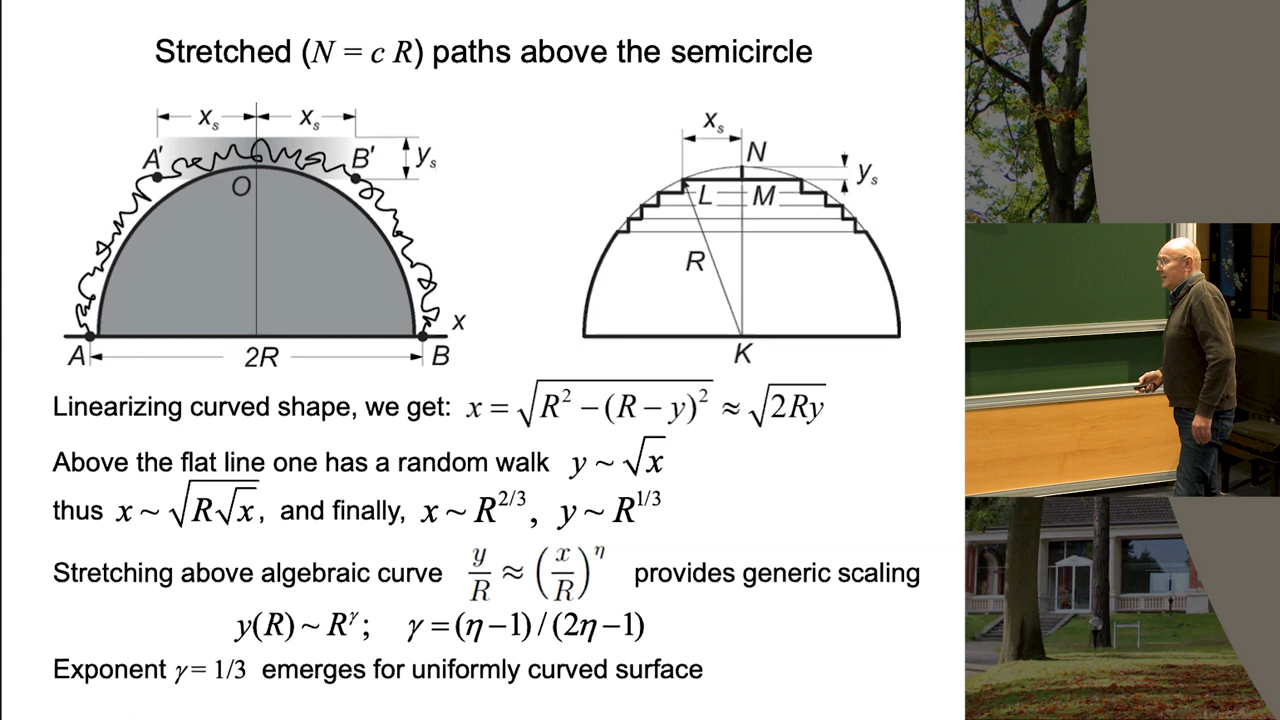 Stretched (N = c R) paths above the semicircle
x_s x_s
A' B' y_s
O
x
A 2R B
x_s
N
y_s
L M
R
K
Linearizing curved shape, we get: x = √(R² − (R − y)²) ≈ √(2Ry)
Above the flat line one has a random walk y ~ √x
thus x ~ √(R√x), and finally, x ~ R^{2/3}, y ~ R^{1/3}
Stretching above algebraic curve y/R ≈ (x/R)^η provides generic scaling
y(R) ~ R^γ; γ = (η − 1) / (2η − 1)
Exponent γ = 1/3 emerges for uniformly curved surface